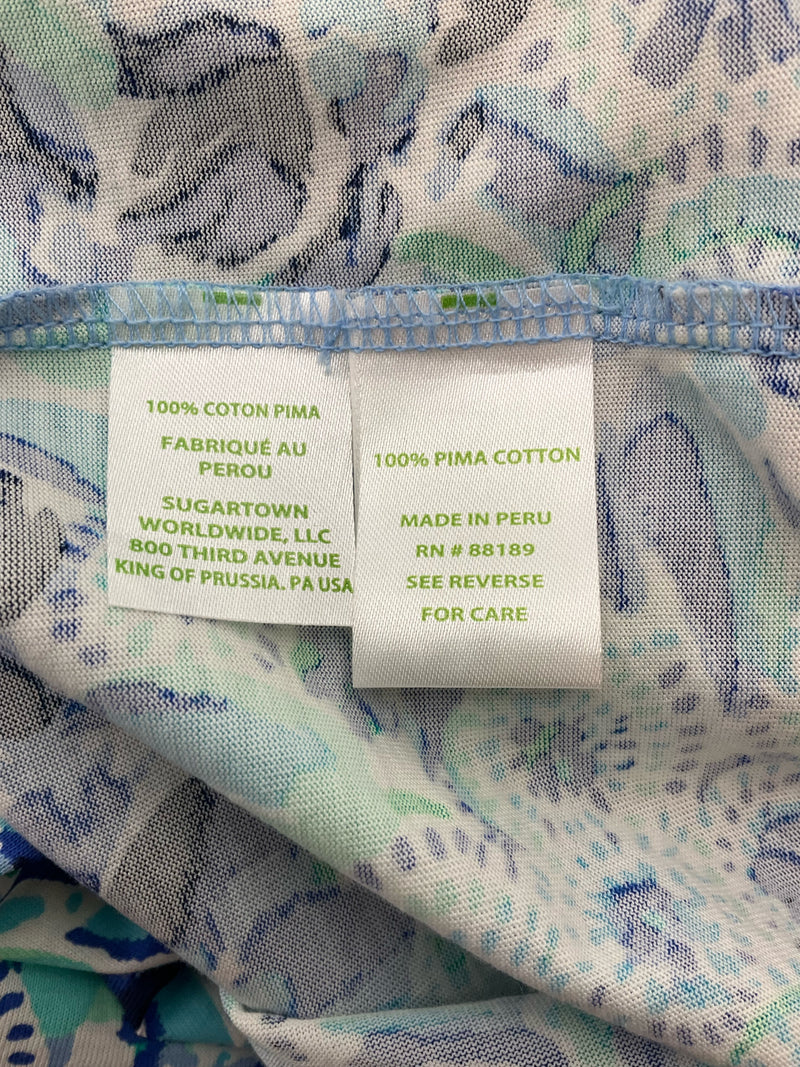 100% COTON PIMA
FABRIQUÉ AU
PEROU
SUGARTOWN
WORLDWIDE, LLC
800 THIRD AVENUE
KING OF PRUSSIA. PA USA
100% PIMA COTTON
MADE IN PERU
RN # 88189
SEE REVERSE
FOR CARE